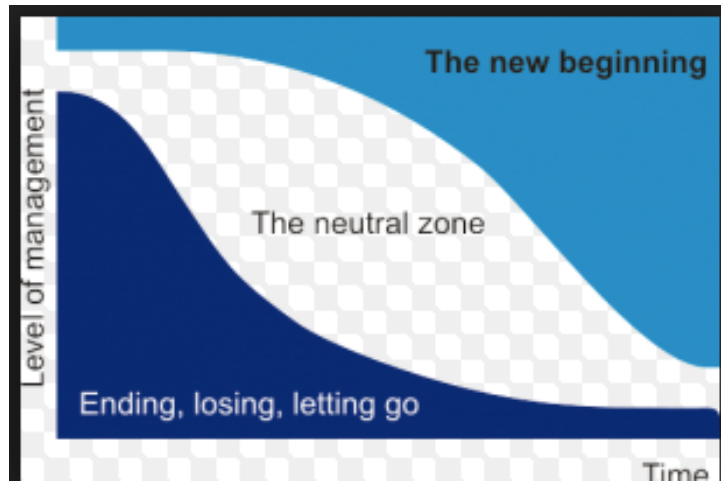 The new beginning
Level of management
The neutral zone
Ending, losing, letting go
Time